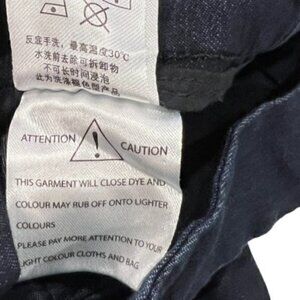 反面手洗，最高温度30℃
水洗前去除可拆卸物
不可长时间浸泡
此为洗涤褪色型产品
ATTENTION ! CAUTION
THIS GARMENT WILL CLOSE DYE AND
COLOUR MAY RUB OFF ONTO LIGHTER
COLOURS
PLEASE PAY MORE ATTENTION TO YOUR
LIGHT COLOUR CLOTHS AND BAG